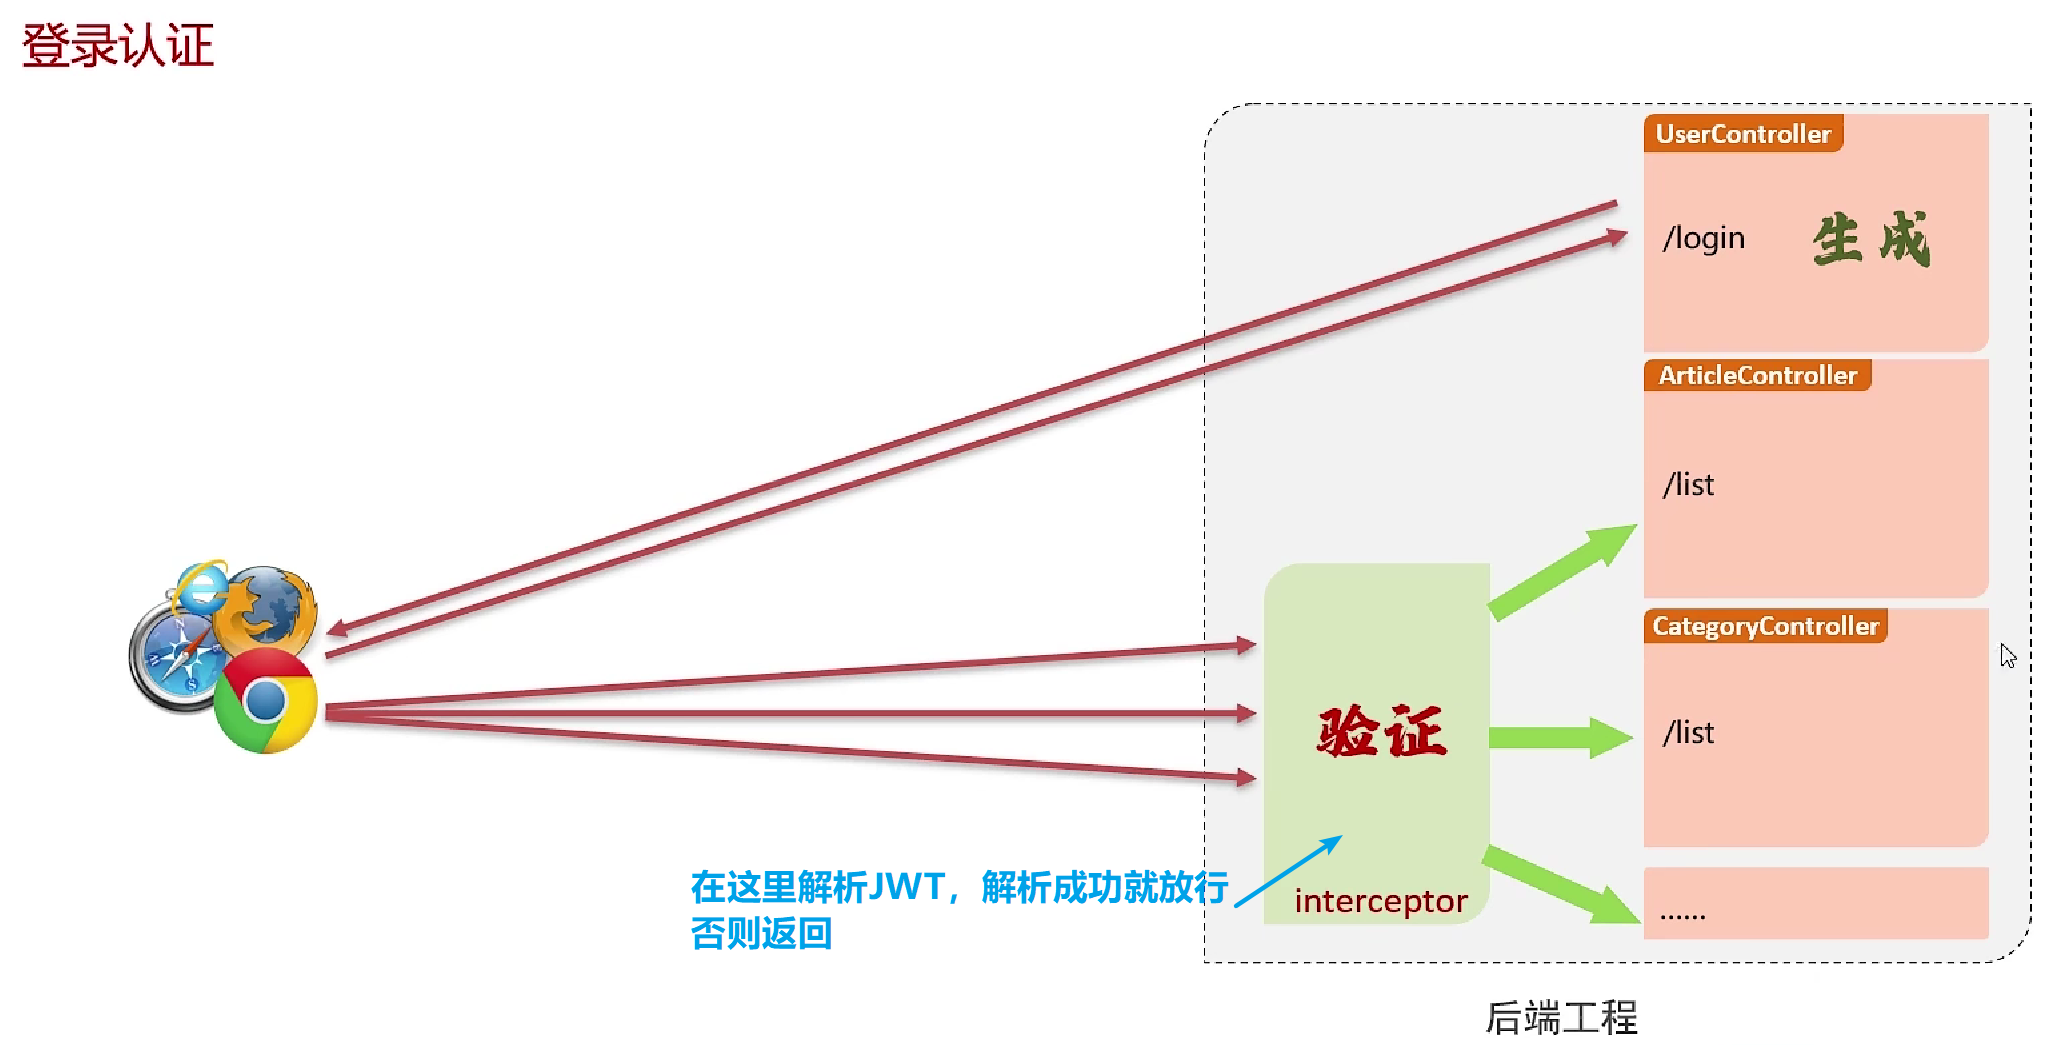 登录认证
UserController
/login
生成
ArticleController
/list
CategoryController
/list
验证
在这里解析JWT，解析成功就放行
否则返回
interceptor
......
后端工程